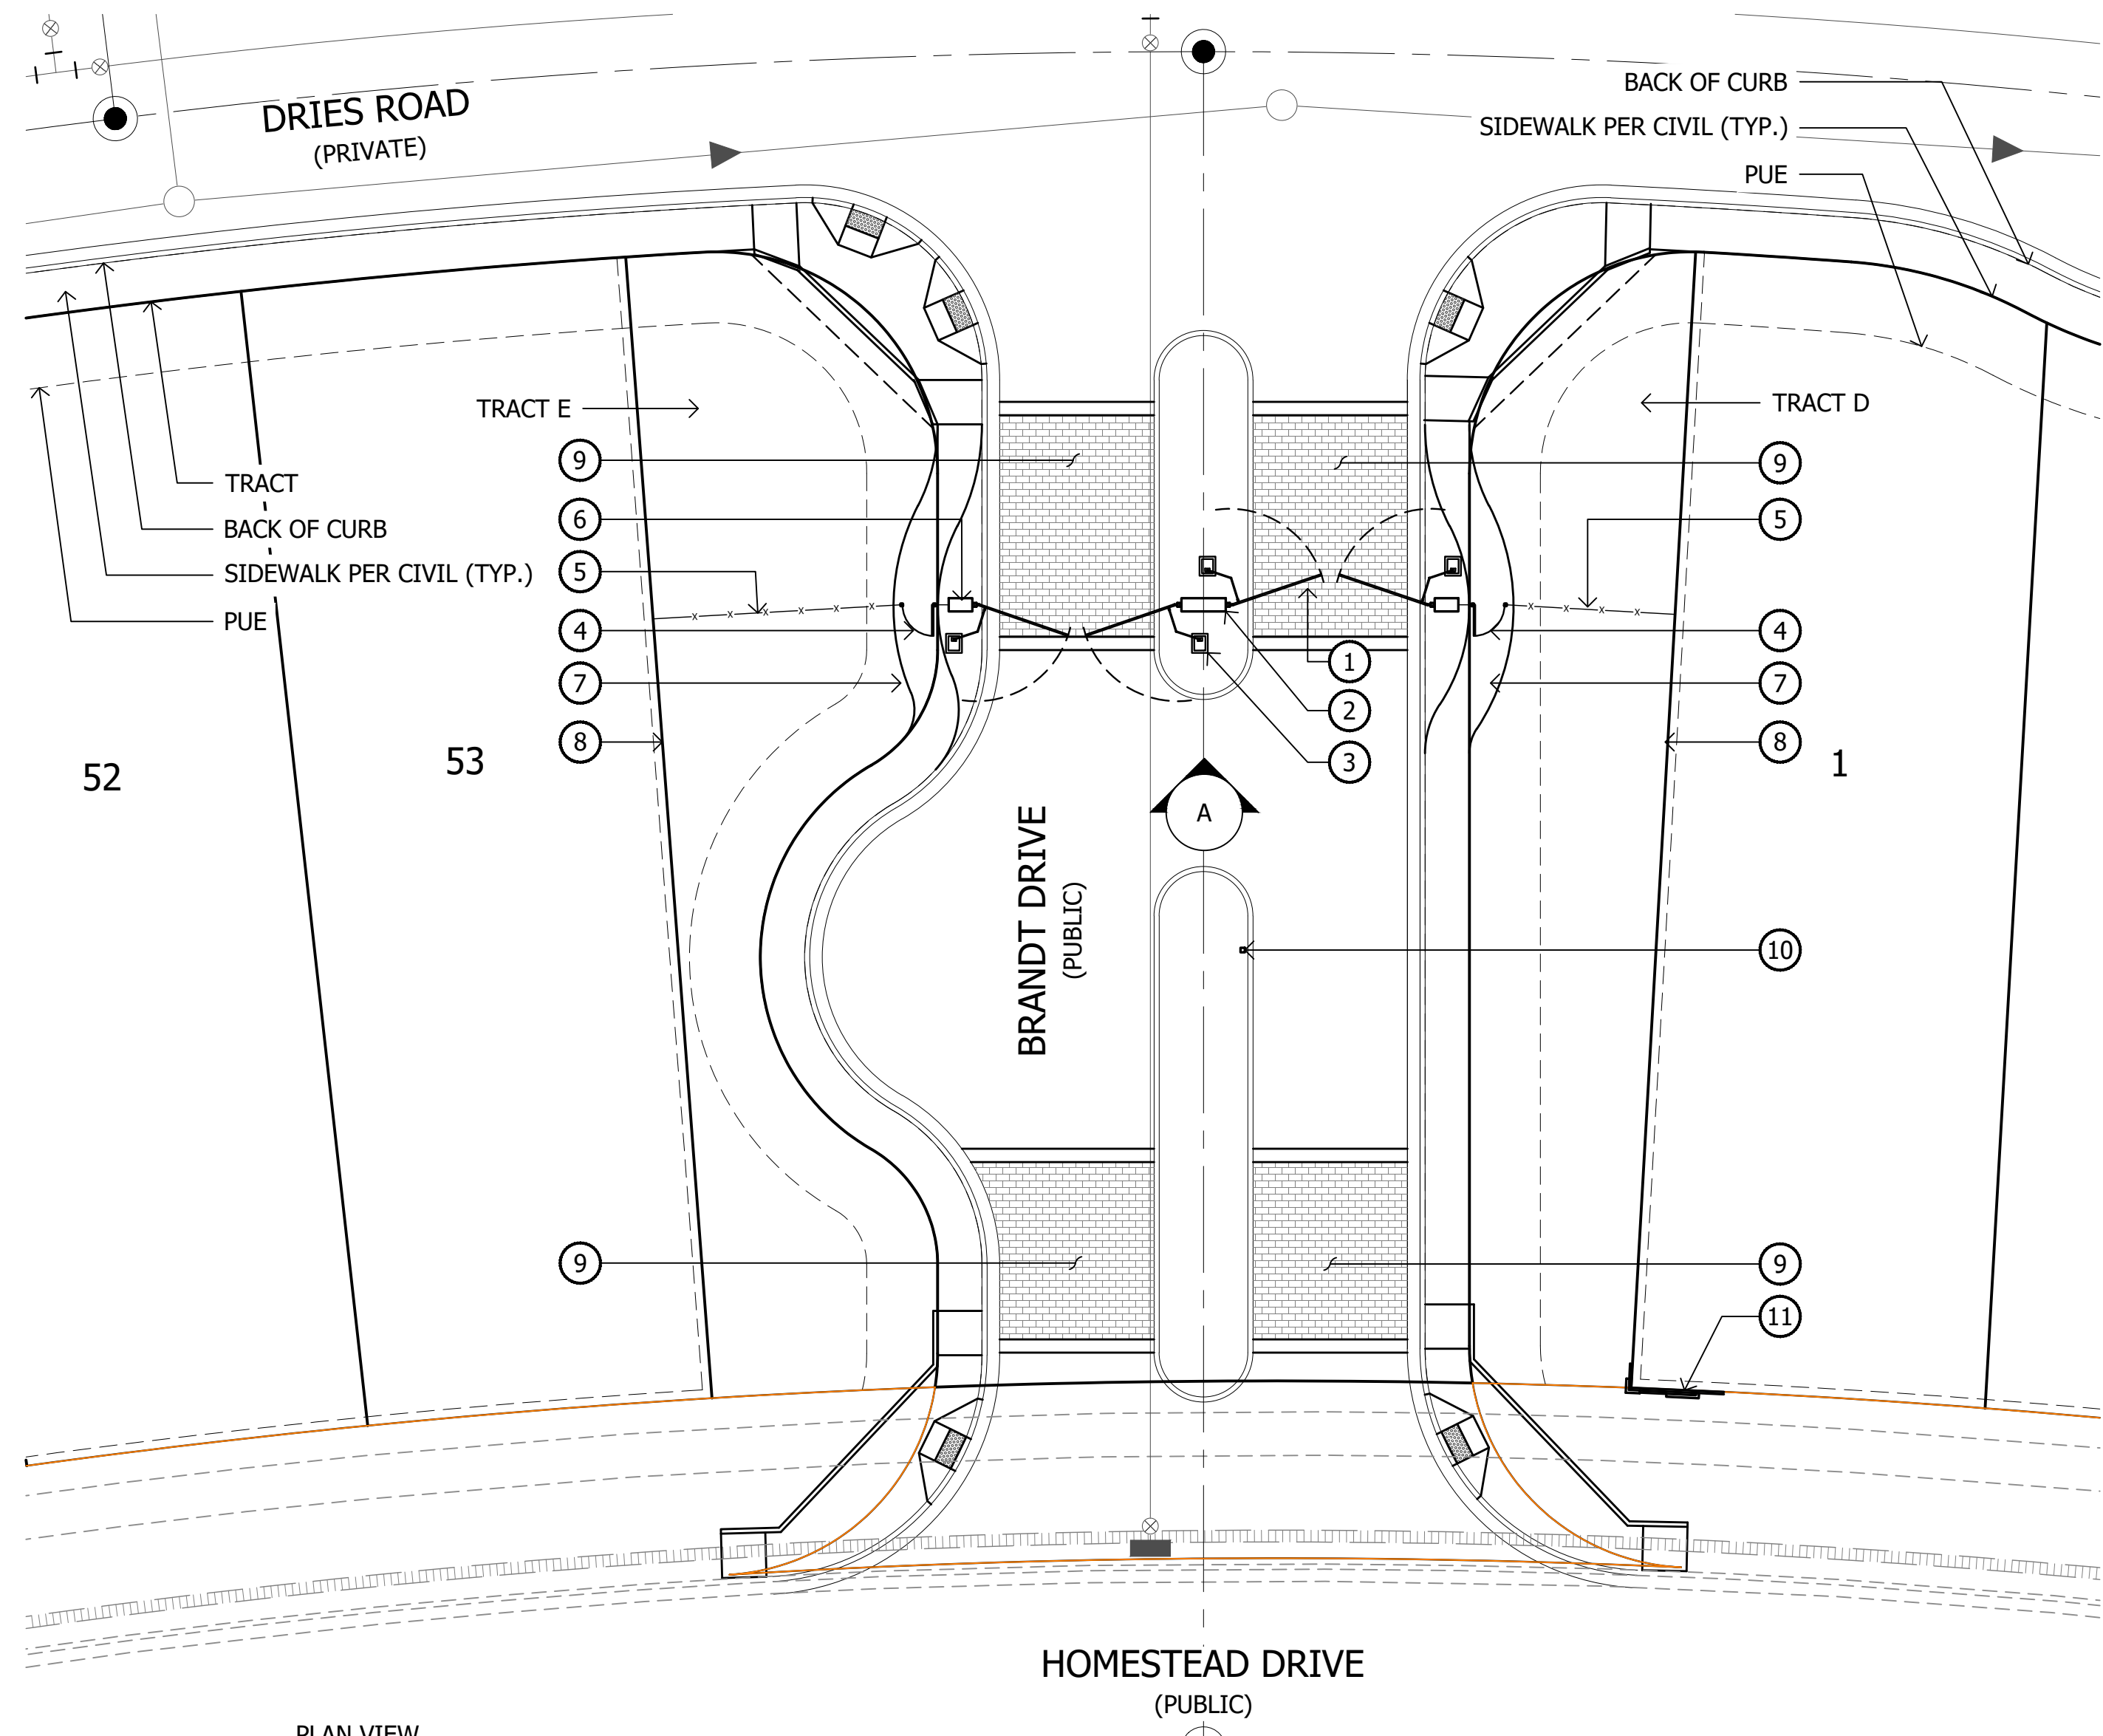 DRIES ROAD
(PRIVATE)
BACK OF CURB
SIDEWALK PER CIVIL (TYP.)
PUE
TRACT E
TRACT D
9
9
6
5
TRACT
BACK OF CURB
SIDEWALK PER CIVIL (TYP.)
5
PUE
4
4
1
7
7
2
8
8
3
52
53
1
A
BRANDT DRIVE
(PUBLIC)
10
9
9
11
HOMESTEAD DRIVE
(PUBLIC)
PLAN VIEW
x x x x x
x x x x